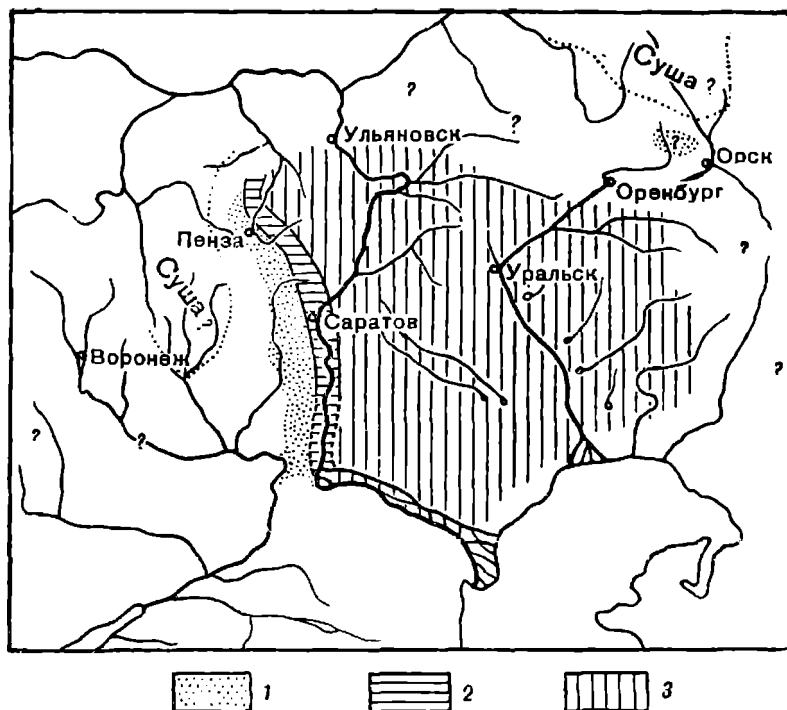 Суша ?
?
?
Ульяновск
?
Орск
Оренбург
Пенза
?
Суша ?
Уральск
Саратов
Воронеж
?
?
?
1
2
3